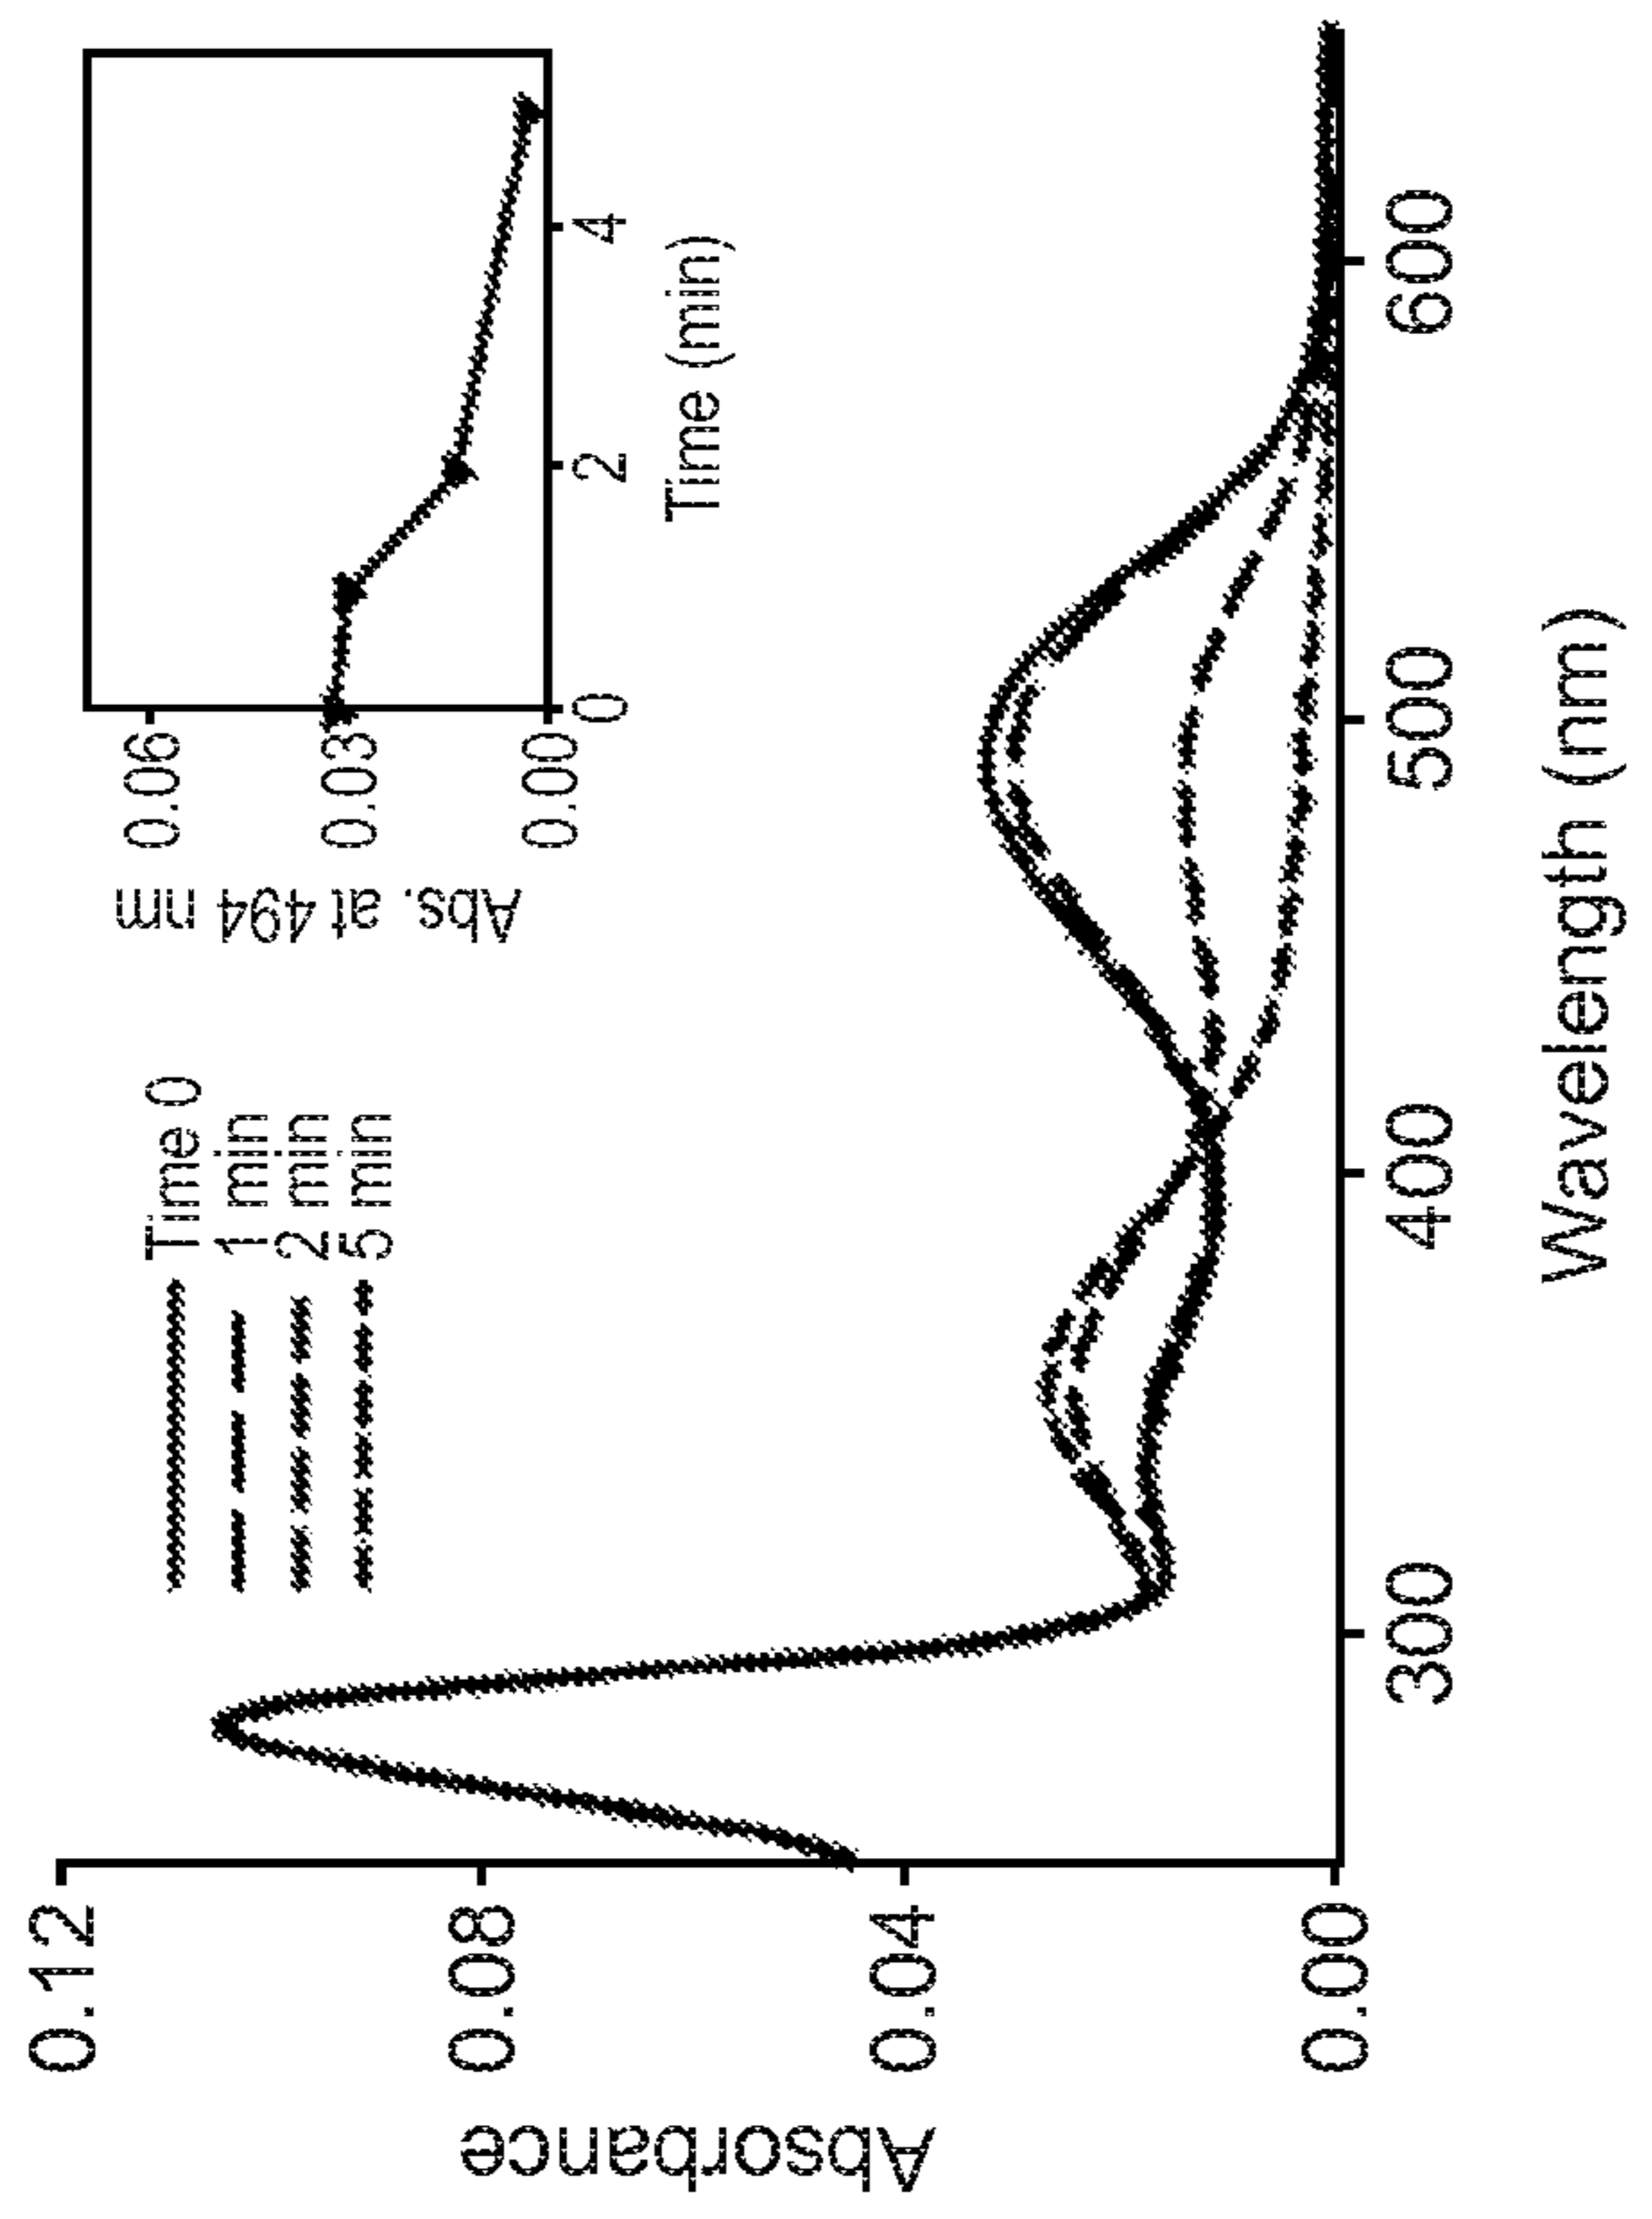 Absorbance
0.12
0.08
0.04
0.00
300
400
500
600
Wavelength (nm)
Time 0
1 min
2 min
5 min
Abs. at 494 nm
0.06
0.03
0.00
0
2
4
Time (min)